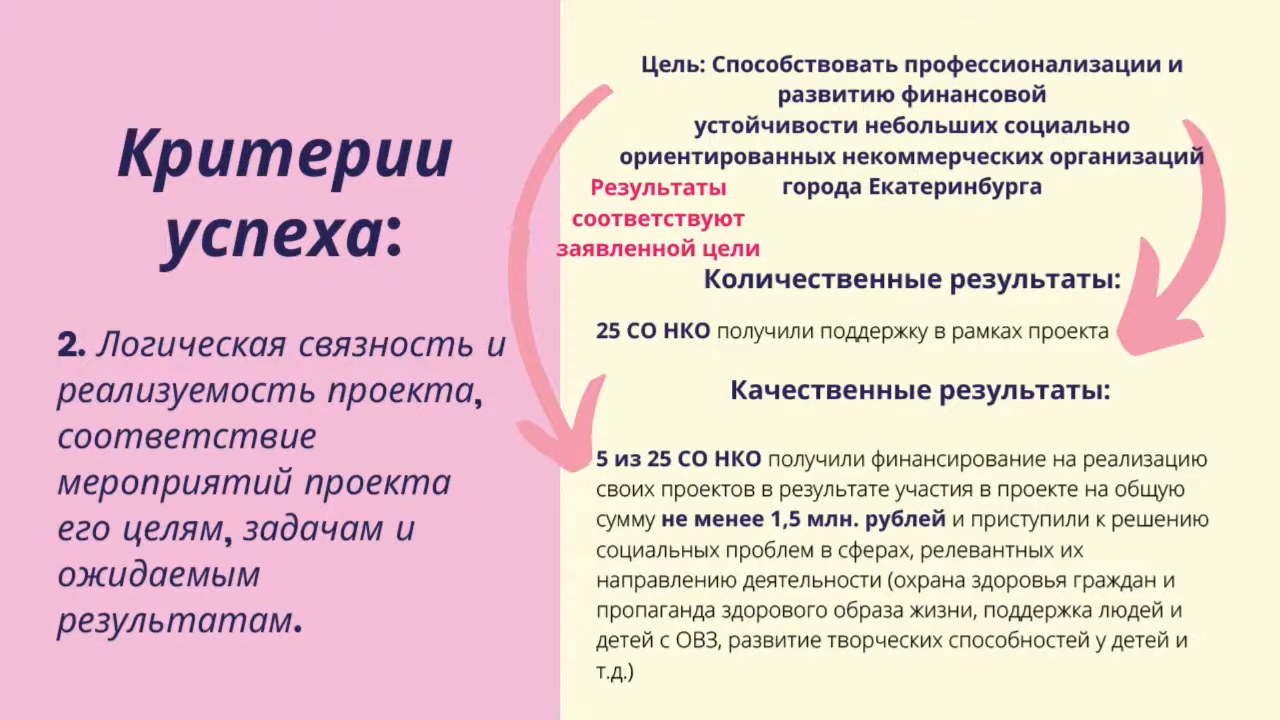 Критерии
успеха:
2. Логическая связность и
реализуемость проекта,
соответствие
мероприятий проекта
его целям, задачам и
ожидаемым
результатам.
Цель: Способствовать профессионализации и
развитию финансовой
устойчивости небольших социально
ориентированных некоммерческих организаций
города Екатеринбурга
Результаты
соответствуют
заявленной цели
Количественные результаты:
25 СО НКО получили поддержку в рамках проекта
Качественные результаты:
5 из 25 СО НКО получили финансирование на реализацию
своих проектов в результате участия в проекте на общую
сумму не менее 1,5 млн. рублей и приступили к решению
социальных проблем в сферах, релевантных их
направлению деятельности (охрана здоровья граждан и
пропаганда здорового образа жизни, поддержка людей и
детей с ОВЗ, развитие творческих способностей у детей и
т.д.)